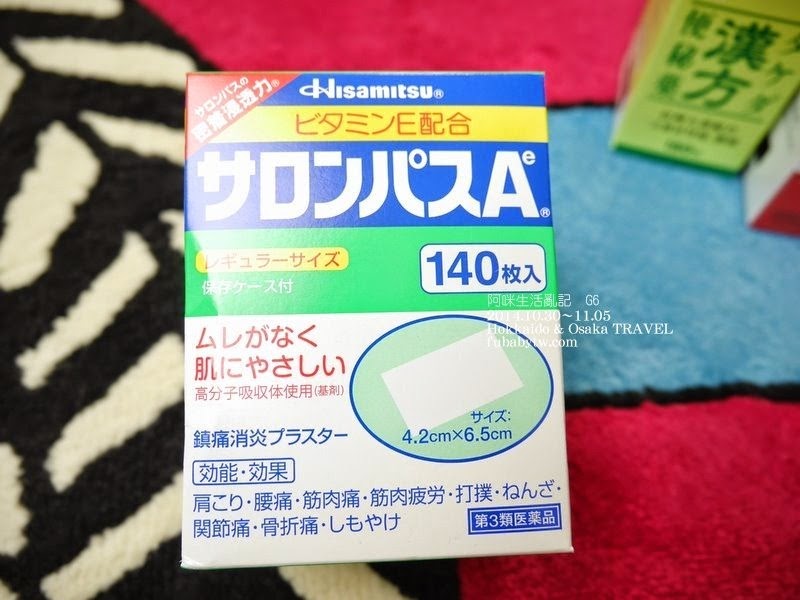 サロンパスの
密着浸透力®
Hisamitsu®
ビタミンE配合
サロンパスAe®
レギュラーサイズ
140枚入
保存ケース付
ムレがなく
肌にやさしい
高分子吸収体使用(基剤)
サイズ:
4.2cm×6.5cm
鎮痛消炎プラスター
効能・効果
肩こり・腰痛・筋肉痛・筋肉疲労・打撲・ねんざ・
関節痛・骨折痛・しもやけ
第3類医薬品
阿咪生活亂記 G6
2014.10.30~11.05
Hokkaido & Osaka TRAVEL
fubabytw.com
タケダ
漢方
便秘薬